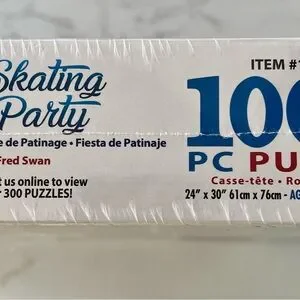 Skating
Party
ITEM #1
100
e de Patinage • Fiesta de Patinaje
Fred Swan
PC PU
t us online to view
300 PUZZLES!
Casse-tête • Ro
24" x 30" 61cm x 76cm - AG